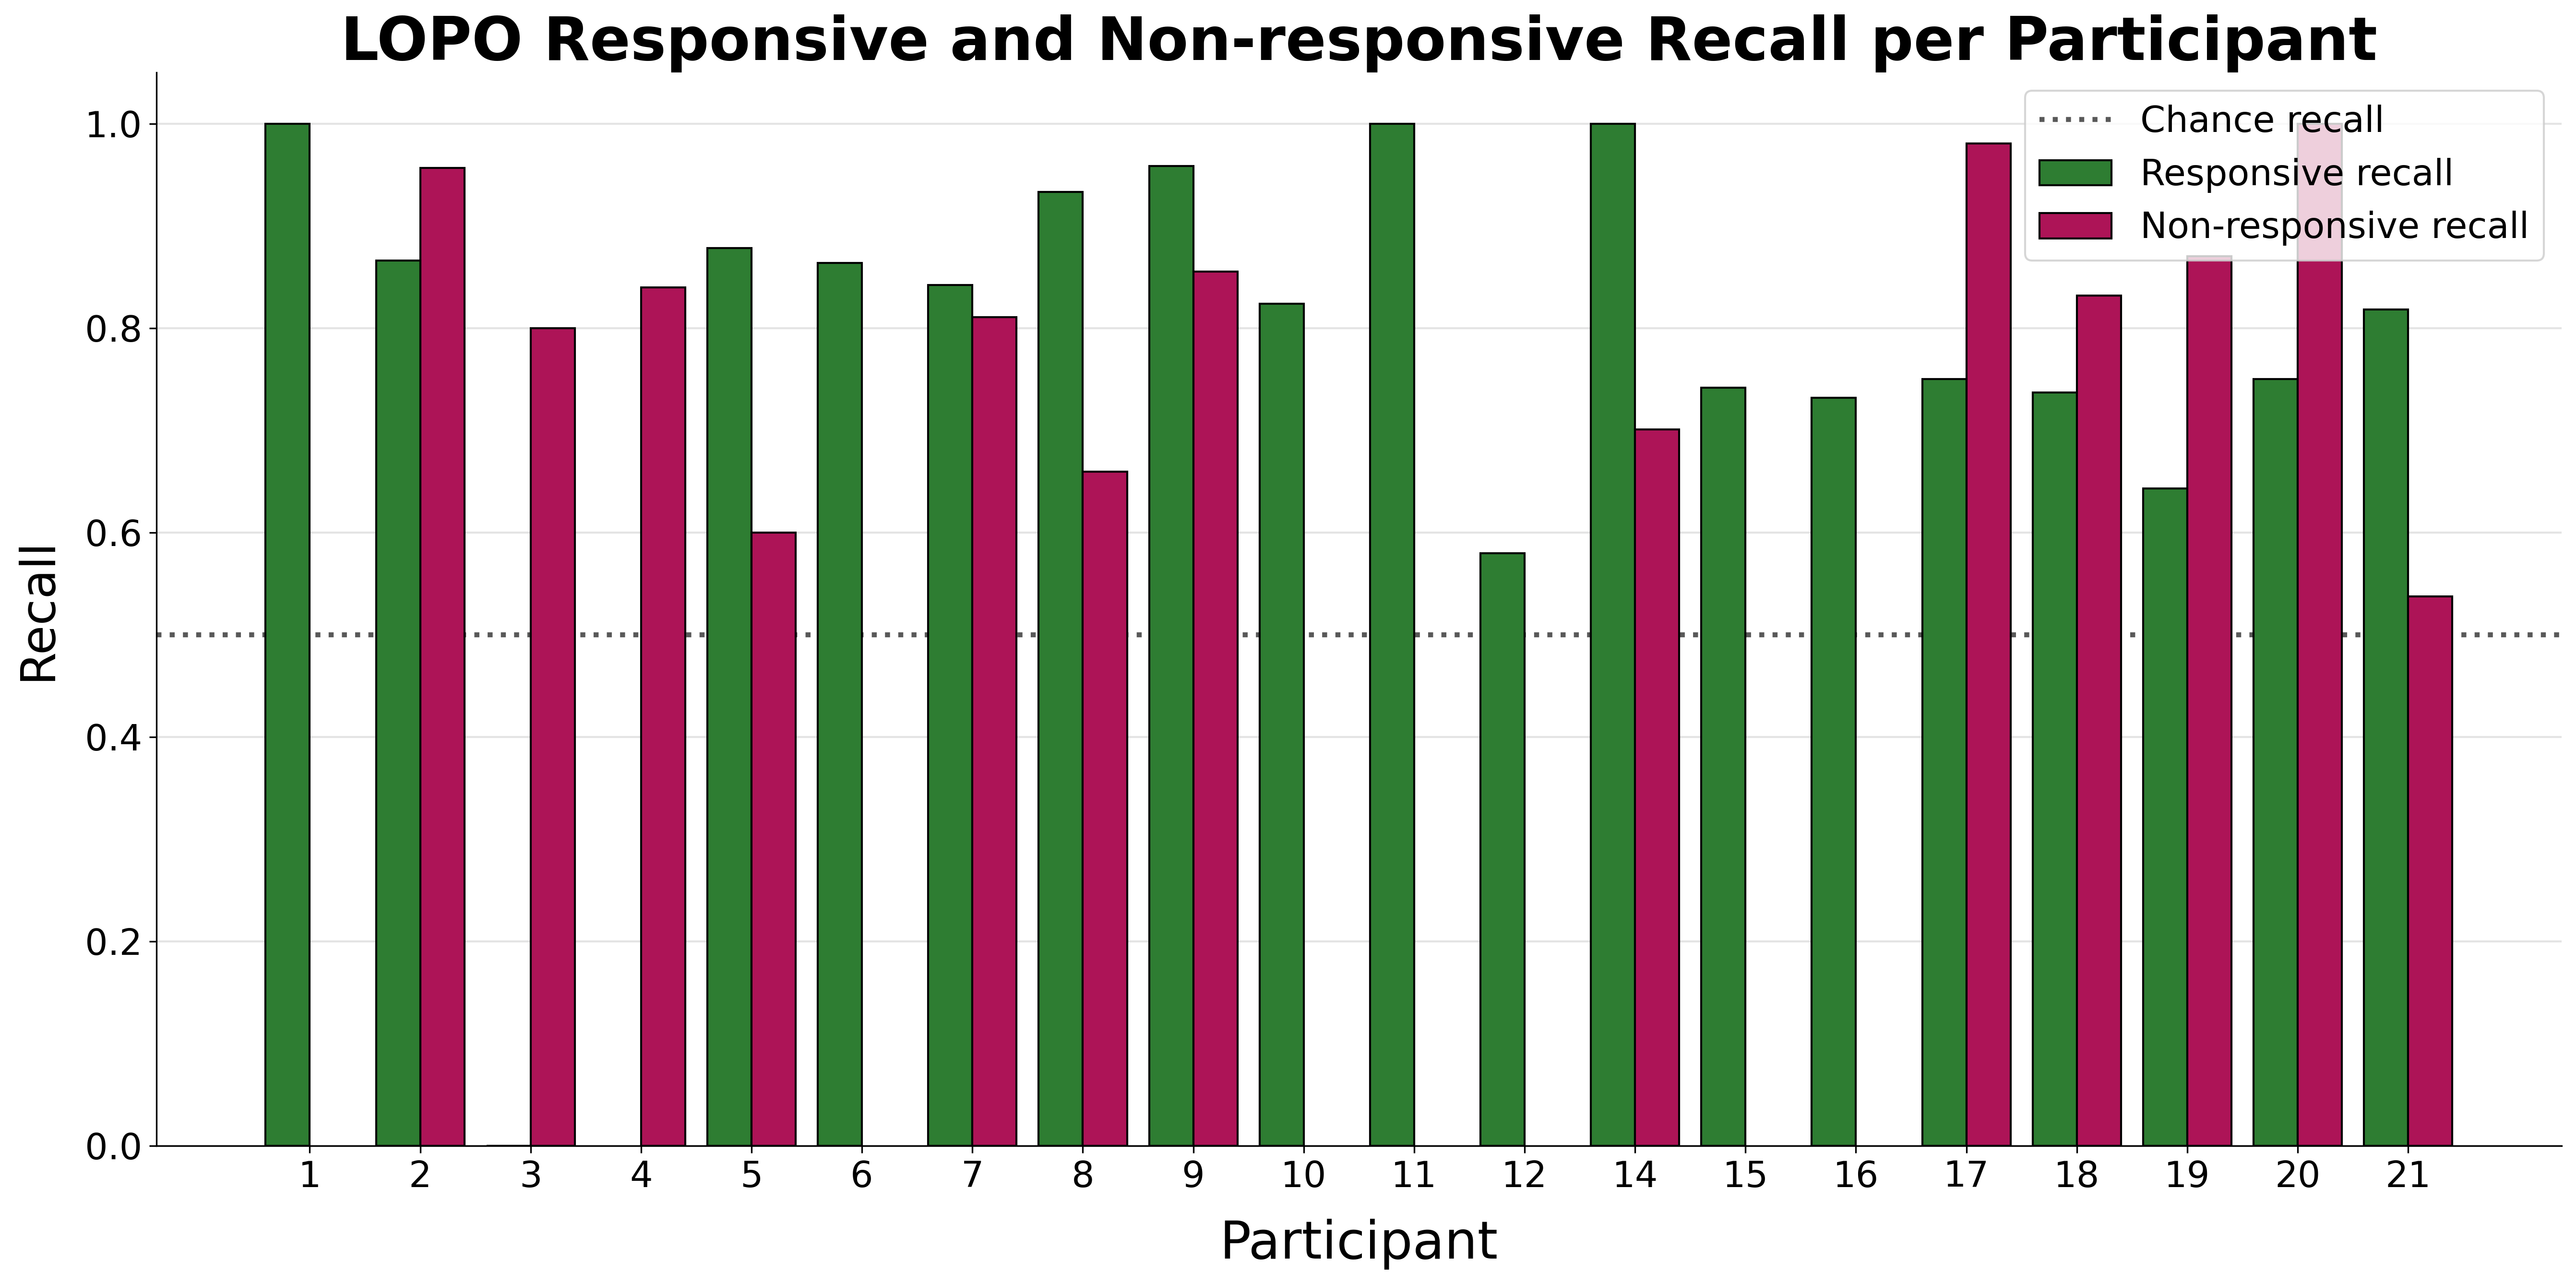 LOPO Responsive and Non-responsive Recall per Participant
Chance recall
Responsive recall
Non-responsive recall
Recall
1.0
0.8
0.6
0.4
0.2
0.0
1 2 3 4 5 6 7 8 9 10 11 12 14 15 16 17 18 19 20 21
Participant